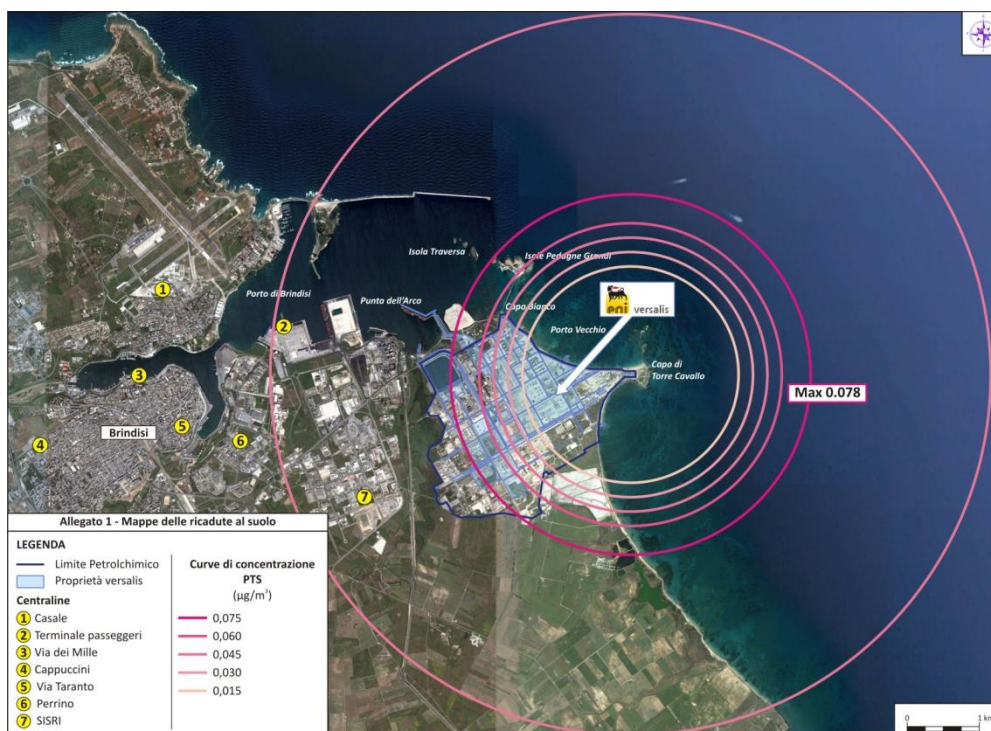 Isola Traversa
Isole Pedagne Grandi
Porto di Brindisi
Punto dell'Arco
Capo Bianco
eni versalis
Porto Vecchio
Capo di
Torre Cavallo
Max 0.078
1
2
3
4
5
6
7
Brindisi
Allegato 1 - Mappe delle ricadute al suolo
LEGENDA
Limite Petrolchimico
Proprietà versalis
Centraline
1 Casale
2 Terminale passeggeri
3 Via dei Mille
4 Cappuccini
5 Via Taranto
6 Perrino
7 SISRI
Curve di concentrazione
PTS
(µg/m³)
0,075
0,060
0,045
0,030
0,015
0 1 km